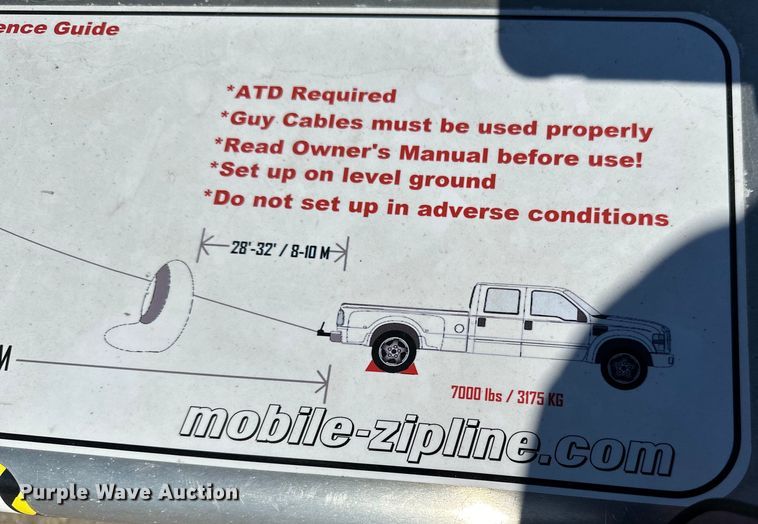 ence Guide
*ATD Required
*Guy Cables must be used properly
*Read Owner's Manual before use!
*Set up on level ground
*Do not set up in adverse conditions
28'-32' / 8-10 M
M
7000 lbs / 3175 KG
mobile-zipline.com
Purple Wave Auction